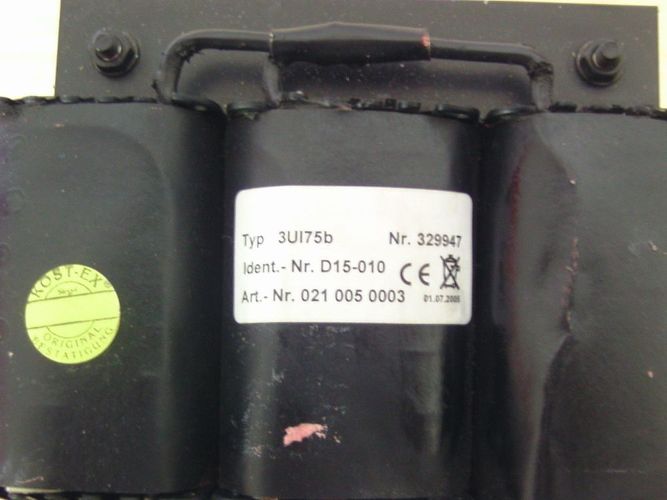 Typ 3UI75b Nr. 329947
Ident.- Nr. D15-010 CE
Art.- Nr. 021 005 0003 01.07.2005
KOST-EX®
ORIGINAL
BESTÄTIGUNG